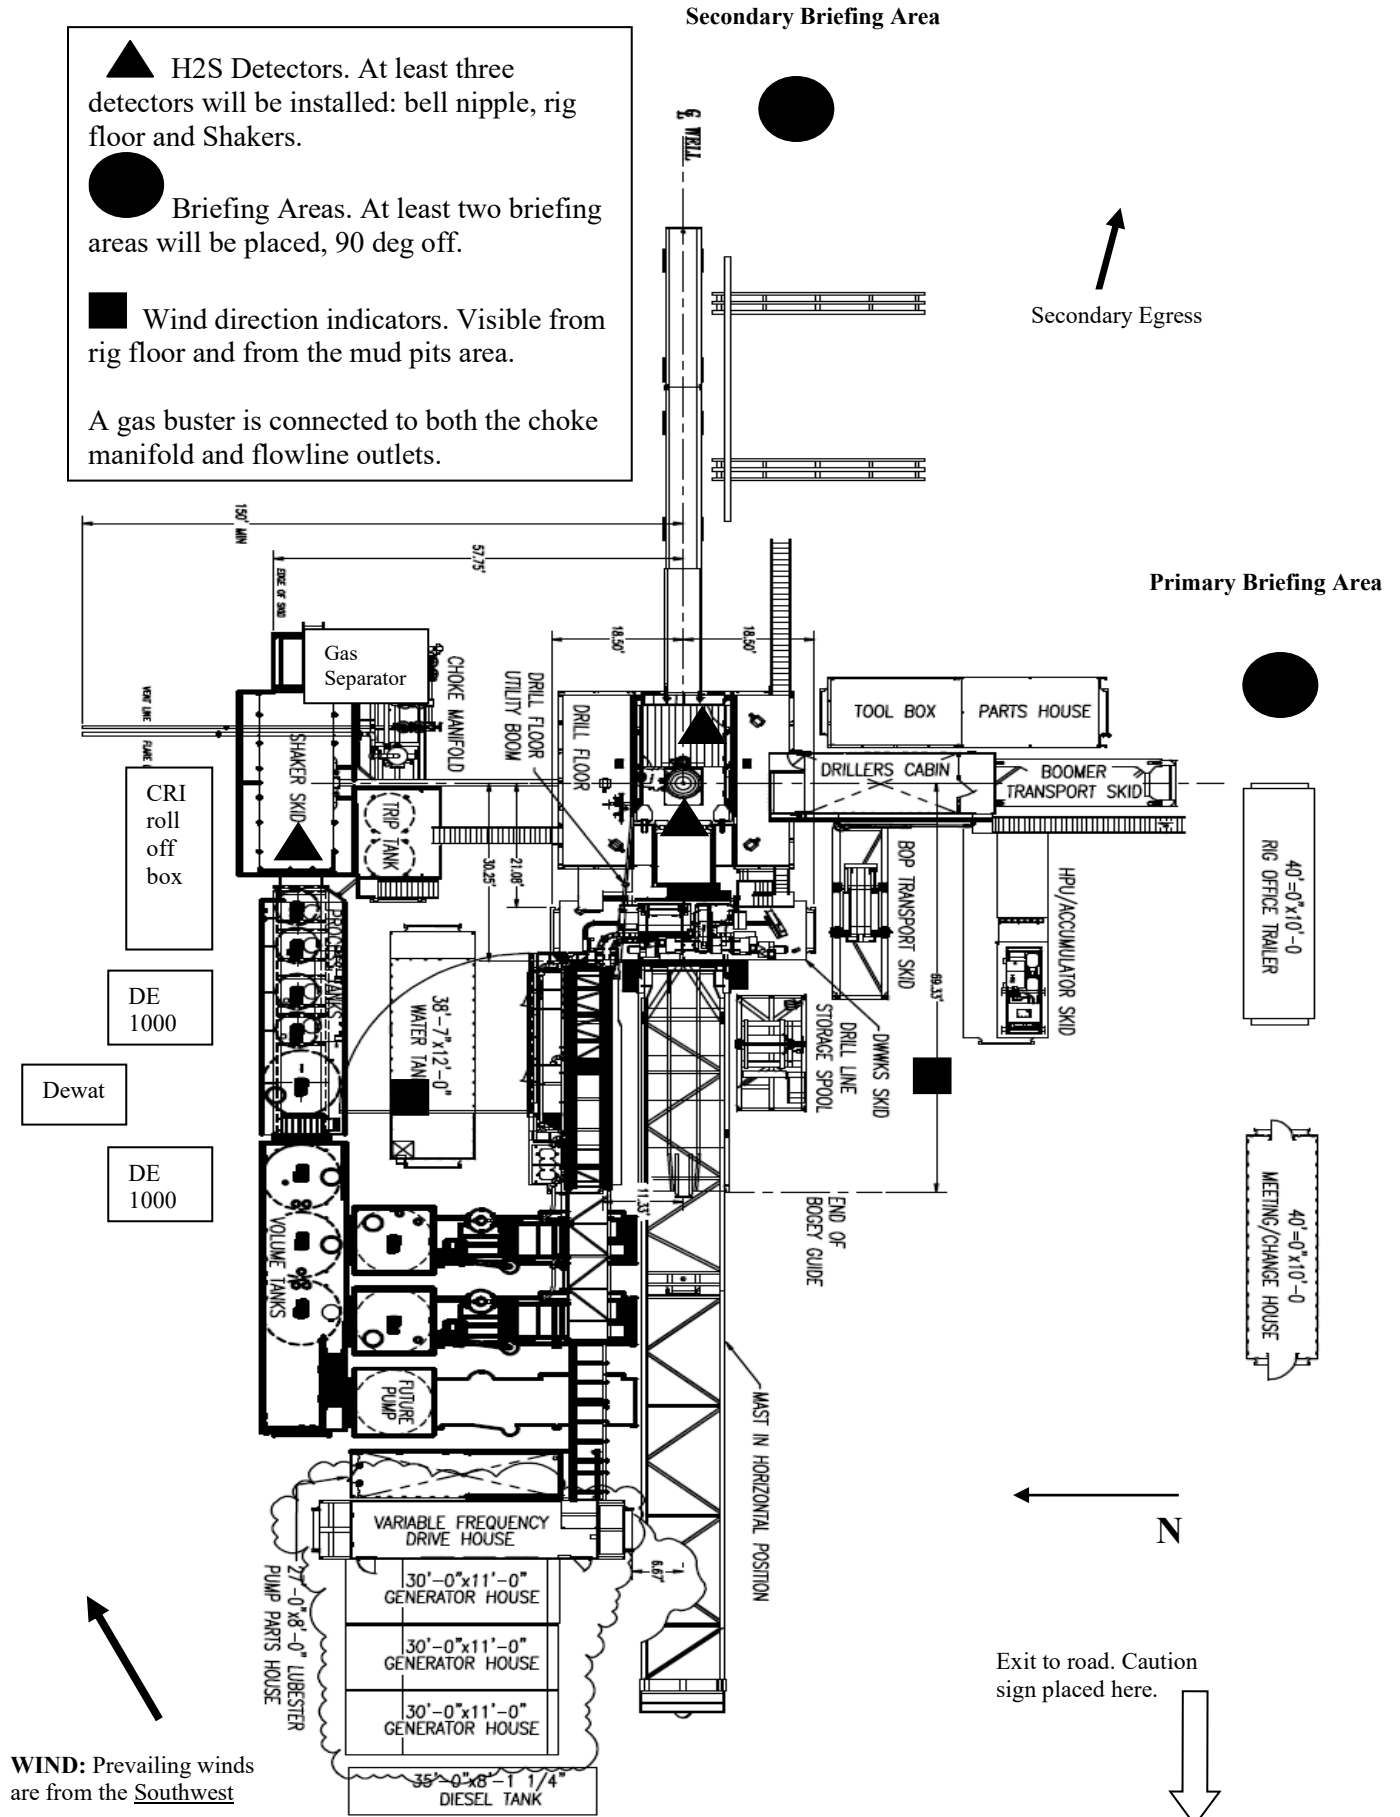 Secondary Briefing Area
H2S Detectors. At least three
detectors will be installed: bell nipple, rig
floor and Shakers.
Briefing Areas. At least two briefing
areas will be placed, 90 deg off.
Wind direction indicators. Visible from
rig floor and from the mud pits area.
A gas buster is connected to both the choke
manifold and flowline outlets.
WELL
Secondary Egress
150' MIN
57.75'
EDGE OF SKID
Primary Briefing Area
18.50'
18.50'
Gas
Separator
CHOKE MANIFOLD
DRILL FLOOR
UTILITY BOOM
DRILL FLOOR
TOOL BOX
PARTS HOUSE
VENT LINE
SHAKER SKID
DRILLERS CABIN
BOOMER
TRANSPORT SKID
CRI
roll
off
box
TRIP TANK
30.25'
21.08'
BOP TRANSPORT SKID
HPU/ACCUMULATOR SKID
40'=0"x10'-0
RIG OFFICE TRAILER
PROCESS TANKS
DE
1000
38'-7"x12'-0"
WATER TAN
69.33'
DWWKS SKID
DRILL LINE
STORAGE SPOOL
Dewat
DE
1000
11.33'
END OF
BOGEY GUIDE
40'=0"x10'-0
MEETING/CHANGE HOUSE
VOLUME TANKS
FUTURE
PUMP
MAST IN HORIZONTAL POSITION
N
VARIABLE FREQUENCY
DRIVE HOUSE
6.67'
27'-0"x8'-0" LUBESTER
PUMP PARTS HOUSE
30'-0"x11'-0"
GENERATOR HOUSE
30'-0"x11'-0"
GENERATOR HOUSE
30'-0"x11'-0"
GENERATOR HOUSE
Exit to road. Caution
sign placed here.
WIND: Prevailing winds
are from the Southwest
35'-0"x8'-1 1/4"
DIESEL TANK